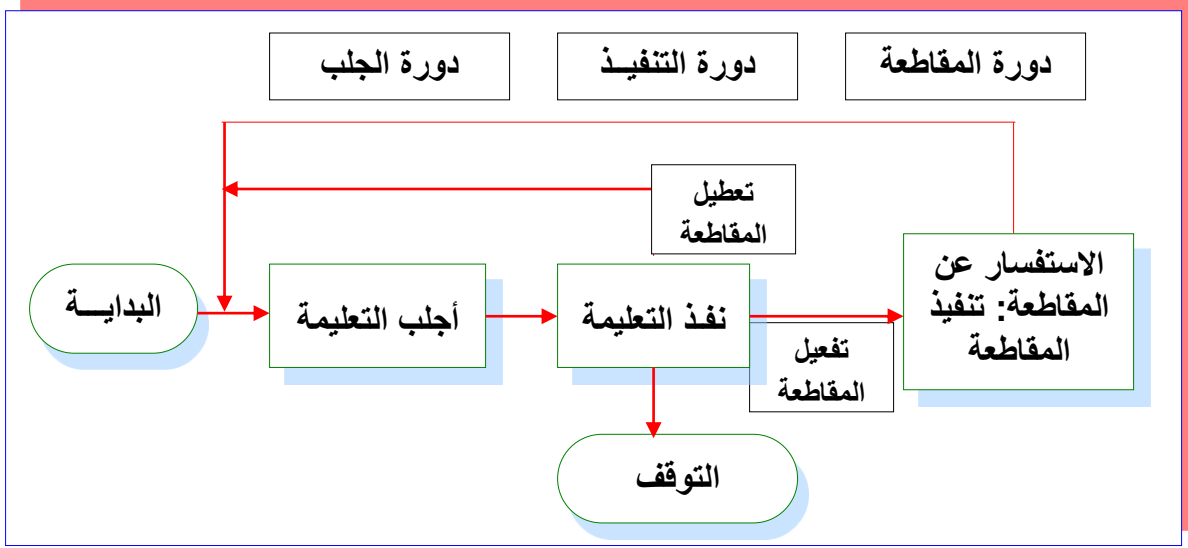 دورة المقاطعة
دورة التنفيـذ
دورة الجلب
تعطيل
المقاطعة
البدايـــة
أجلب التعليمة
نفذ التعليمة
الاستفسار عن
المقاطعة: تنفيذ
المقاطعة
تفعيل
المقاطعة
التوقف